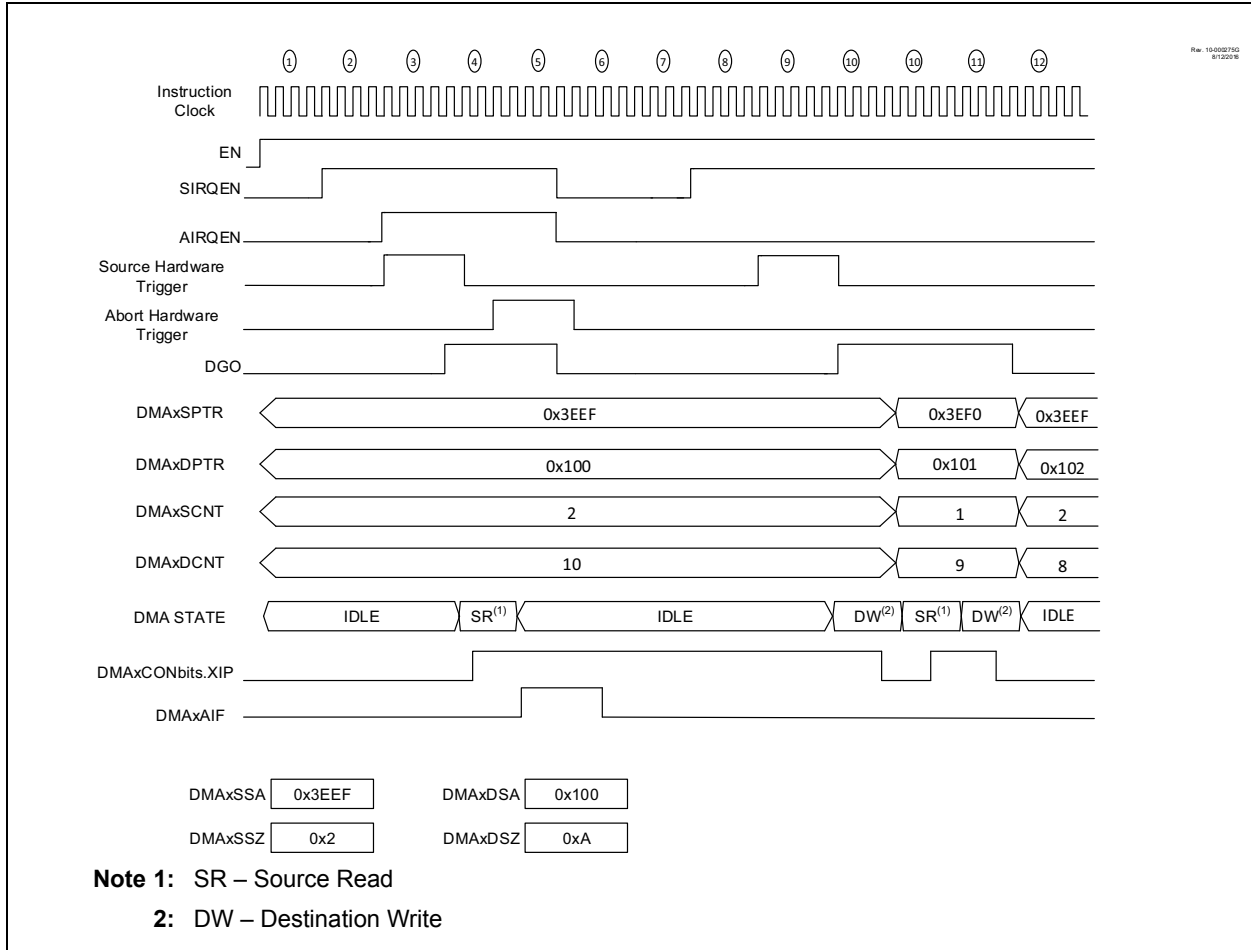 Rev. 10-000275G
8/12/2016
1 2 3 4 5 6 7 8 9 10 10 11 12
Instruction
Clock
EN
SIRQEN
AIRQEN
Source Hardware
Trigger
Abort Hardware
Trigger
DGO
DMAxSPTR 0x3EEF 0x3EF0 0x3EEF
DMAxDPTR 0x100 0x101 0x102
DMAxSCNT 2 1 2
DMAxDCNT 10 9 8
DMA STATE IDLE SR(1) IDLE DW(2) SR(1) DW(2) IDLE
DMAxCONbits.XIP
DMAxAIF
DMAxSSA 0x3EEF DMAxDSA 0x100
DMAxSSZ 0x2 DMAxDSZ 0xA
Note 1: SR – Source Read
2: DW – Destination Write